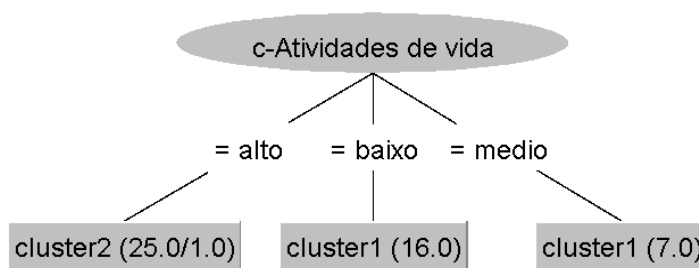 c-Atividades de vida
= alto = baixo = medio
cluster2 (25.0/1.0) cluster1 (16.0) cluster1 (7.0)